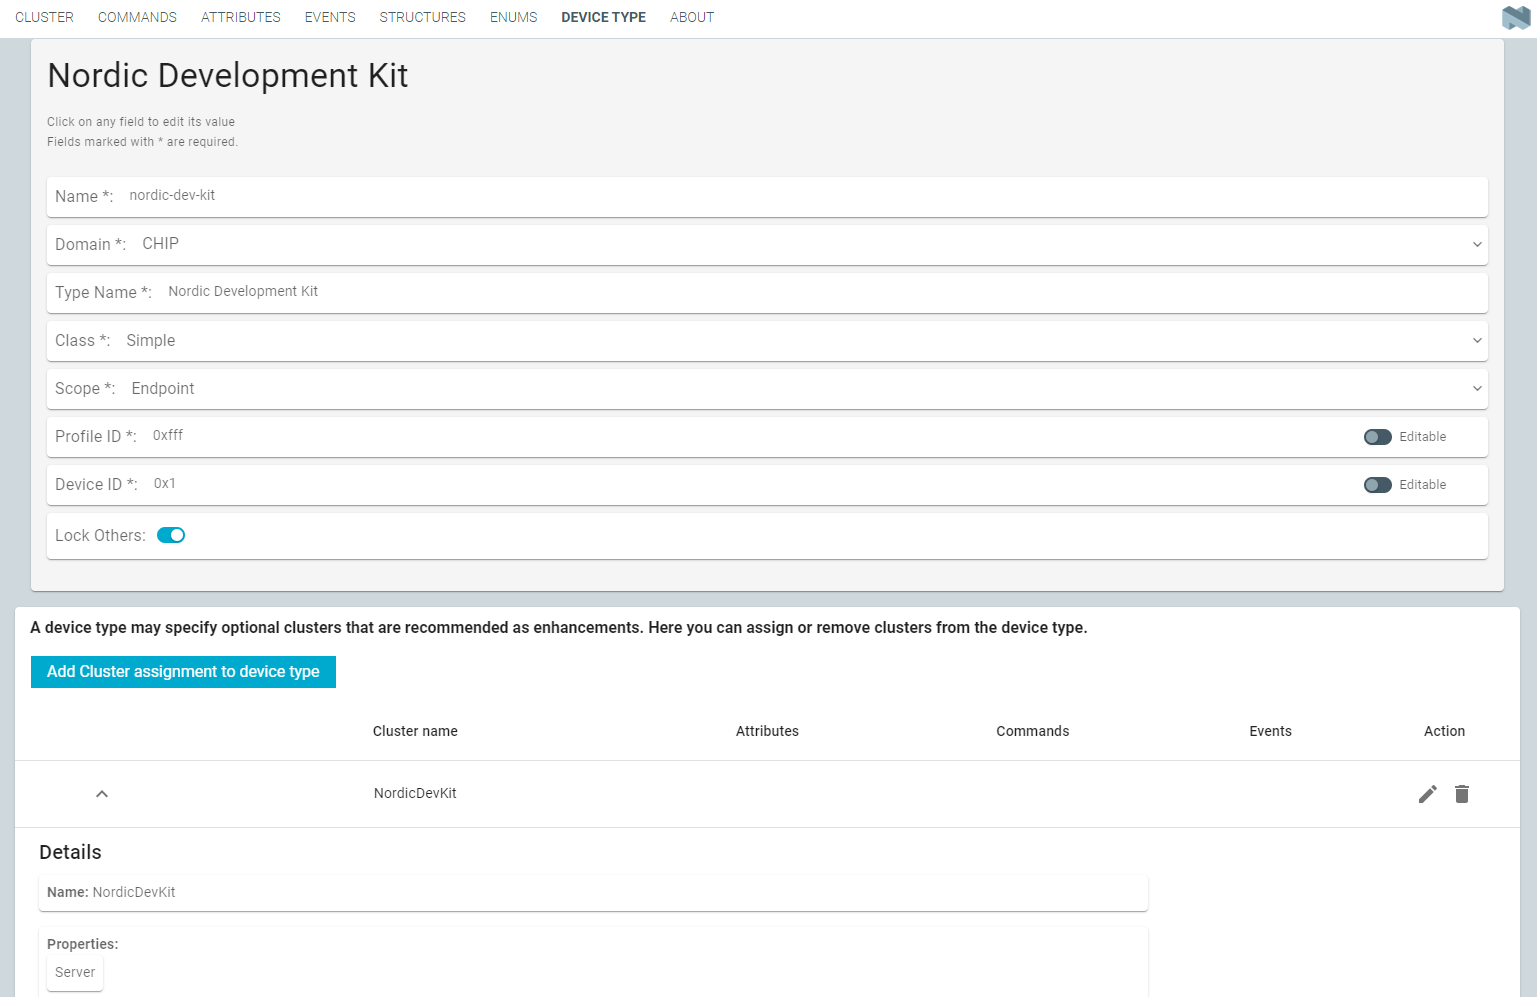 CLUSTER COMMANDS ATTRIBUTES EVENTS STRUCTURES ENUMS DEVICE TYPE ABOUT
Nordic Development Kit
Click on any field to edit its value
Fields marked with * are required.
Name *: nordic-dev-kit
Domain *: CHIP
Type Name *: Nordic Development Kit
Class *: Simple
Scope *: Endpoint
Profile ID *: 0xfff Editable
Device ID *: 0x1 Editable
Lock Others:
A device type may specify optional clusters that are recommended as enhancements. Here you can assign or remove clusters from the device type.
Add Cluster assignment to device type
Cluster name Attributes Commands Events Action
NordicDevKit
Details
Name: NordicDevKit
Properties:
Server